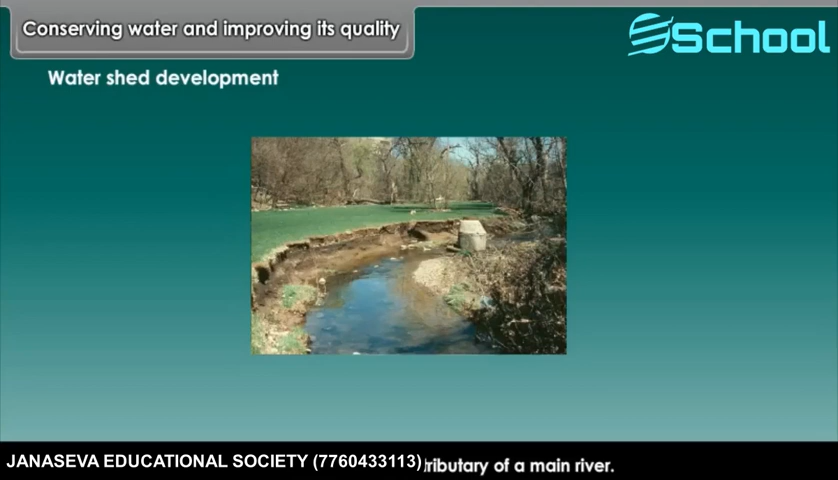 Conserving water and improving its quality
School
Water shed development
JANASEVA EDUCATIONAL SOCIETY (7760433113)
of a main river.